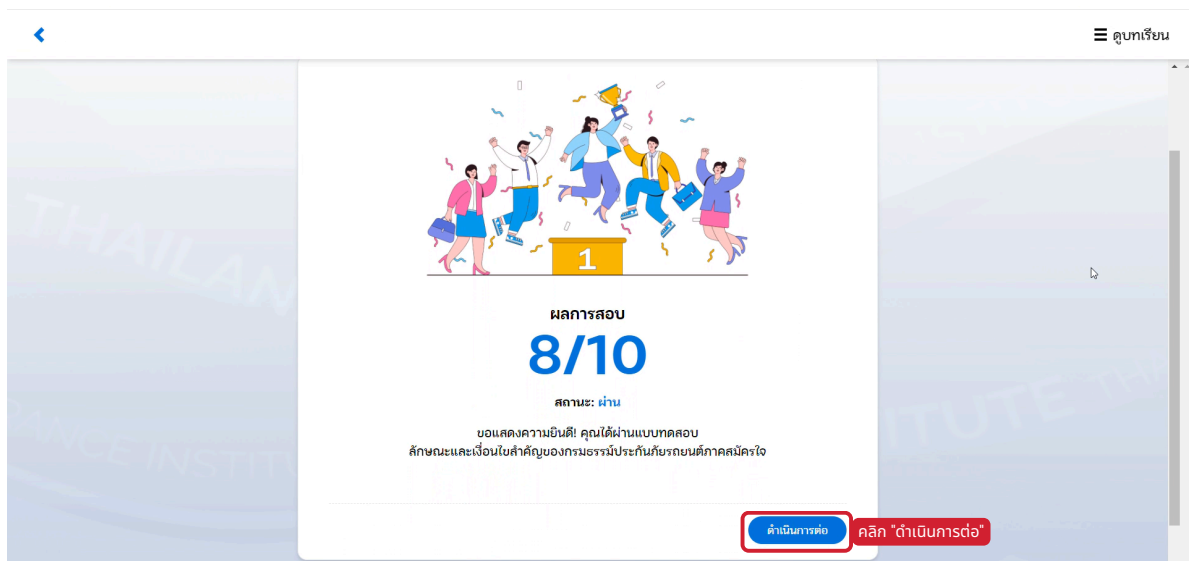 ดูบทเรียน
THAILAN
1
ผลการสอบ
8/10
สถานะ: ผ่าน
ขอแสดงความยินดี! คุณได้ผ่านแบบทดสอบ
ลักษณะและเงื่อนไขสำคัญของกรมธรรม์ประกันภัยรถยนต์ภาคสมัครใจ
ดำเนินการต่อ
คลิก "ดำเนินการต่อ"